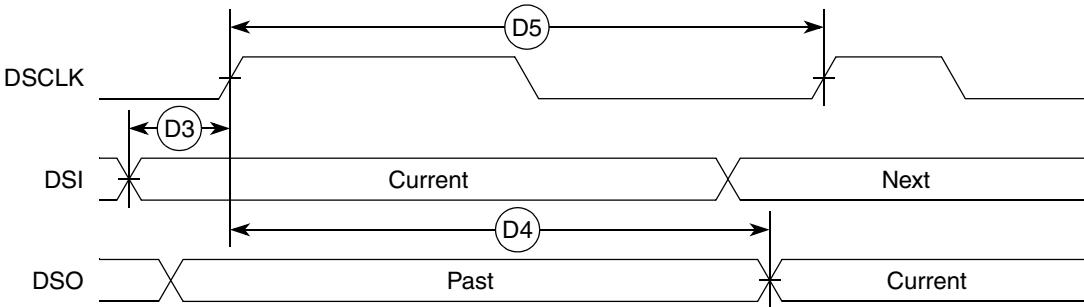 D5
DSCLK
D3
DSI Current Next
D4
DSO Past Current